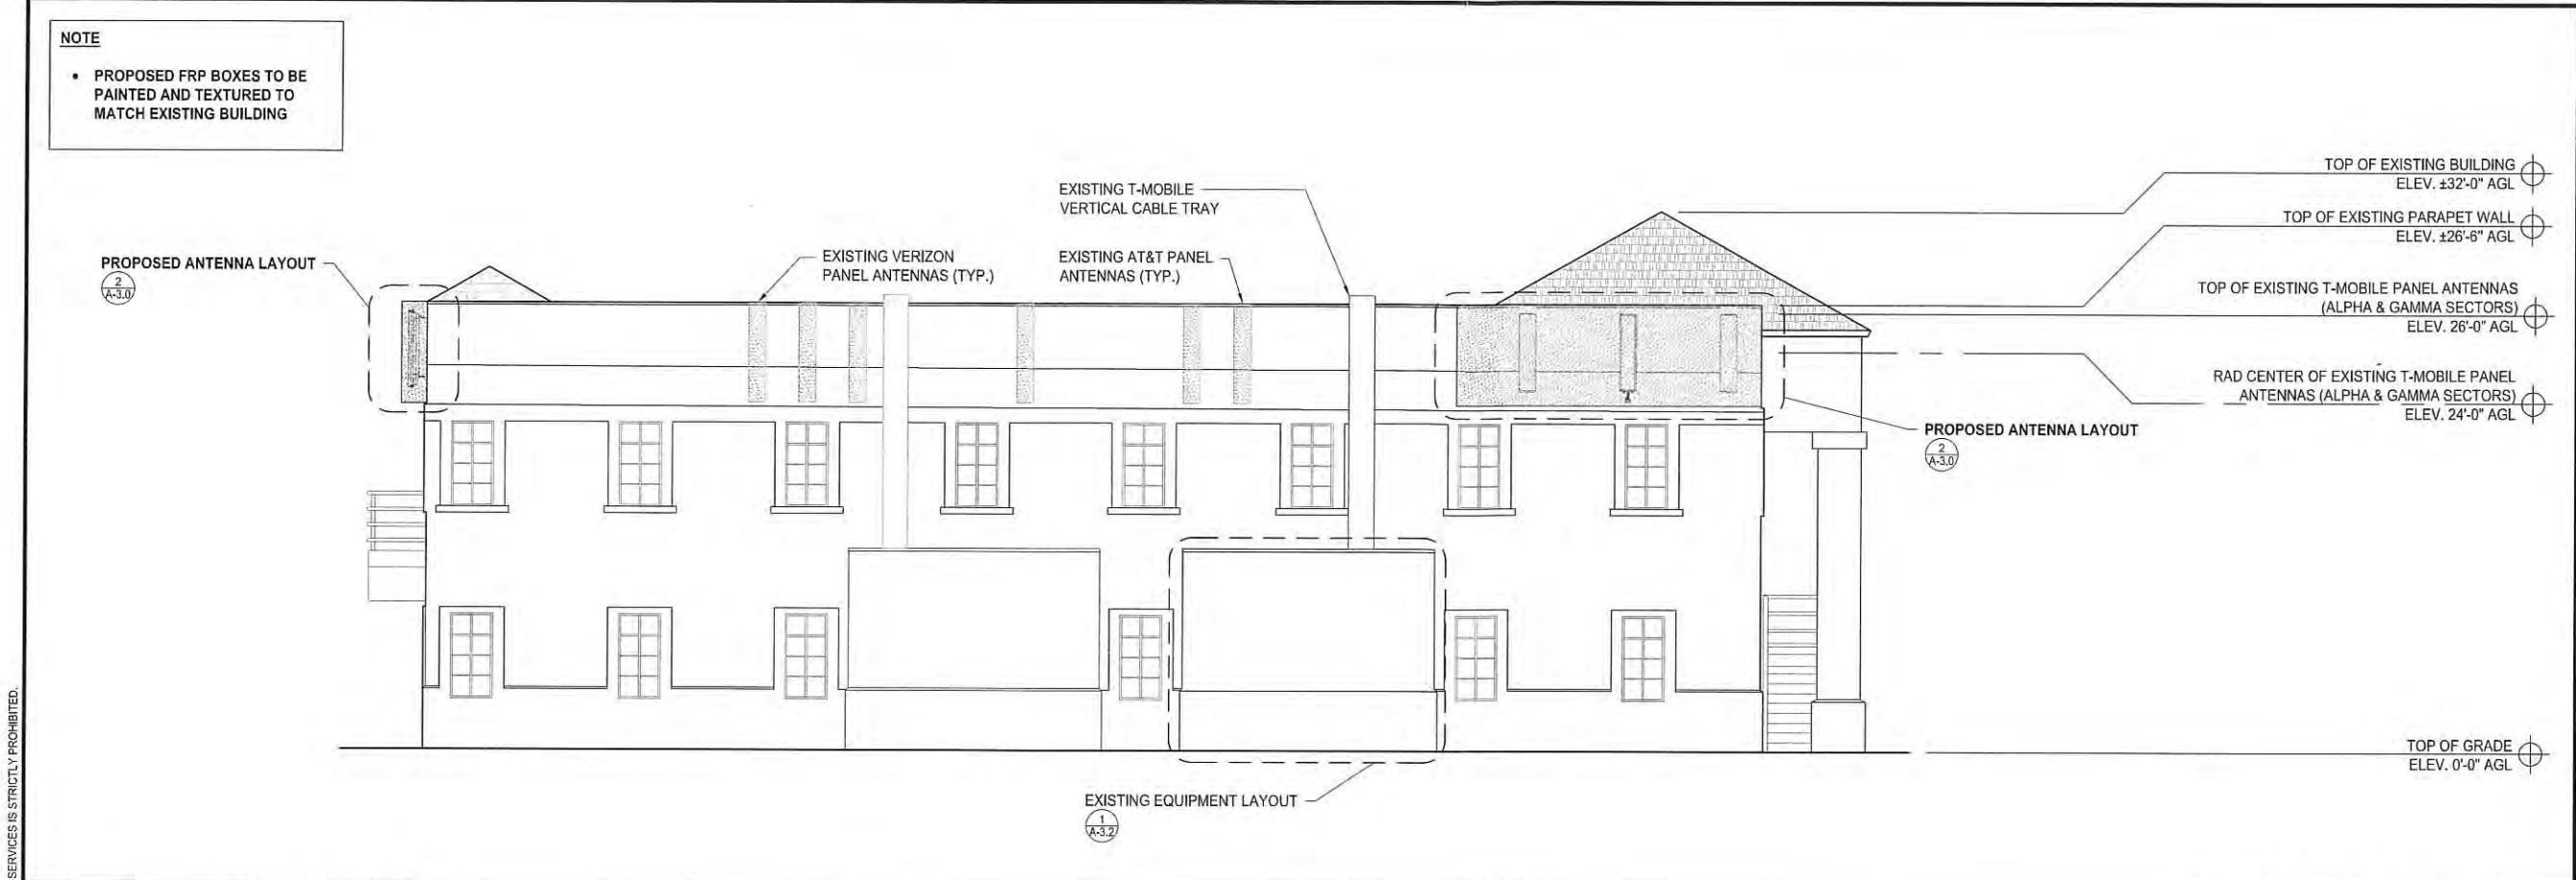 NOTE
• PROPOSED FRP BOXES TO BE
PAINTED AND TEXTURED TO
MATCH EXISTING BUILDING
TOP OF EXISTING BUILDING
ELEV. ±32'-0" AGL
TOP OF EXISTING PARAPET WALL
ELEV. ±26'-6" AGL
TOP OF EXISTING T-MOBILE PANEL ANTENNAS
(ALPHA & GAMMA SECTORS)
ELEV. 26'-0" AGL
RAD CENTER OF EXISTING T-MOBILE PANEL
ANTENNAS (ALPHA & GAMMA SECTORS)
ELEV. 24'-0" AGL
EXISTING T-MOBILE
VERTICAL CABLE TRAY
EXISTING VERIZON
PANEL ANTENNAS (TYP.)
EXISTING AT&T PANEL
ANTENNAS (TYP.)
PROPOSED ANTENNA LAYOUT
2
A-3.0
PROPOSED ANTENNA LAYOUT
2
A-3.0
TOP OF GRADE
ELEV. 0'-0" AGL
EXISTING EQUIPMENT LAYOUT
1
A-3.2
SERVICES IS STRICTLY PROHIBITED.